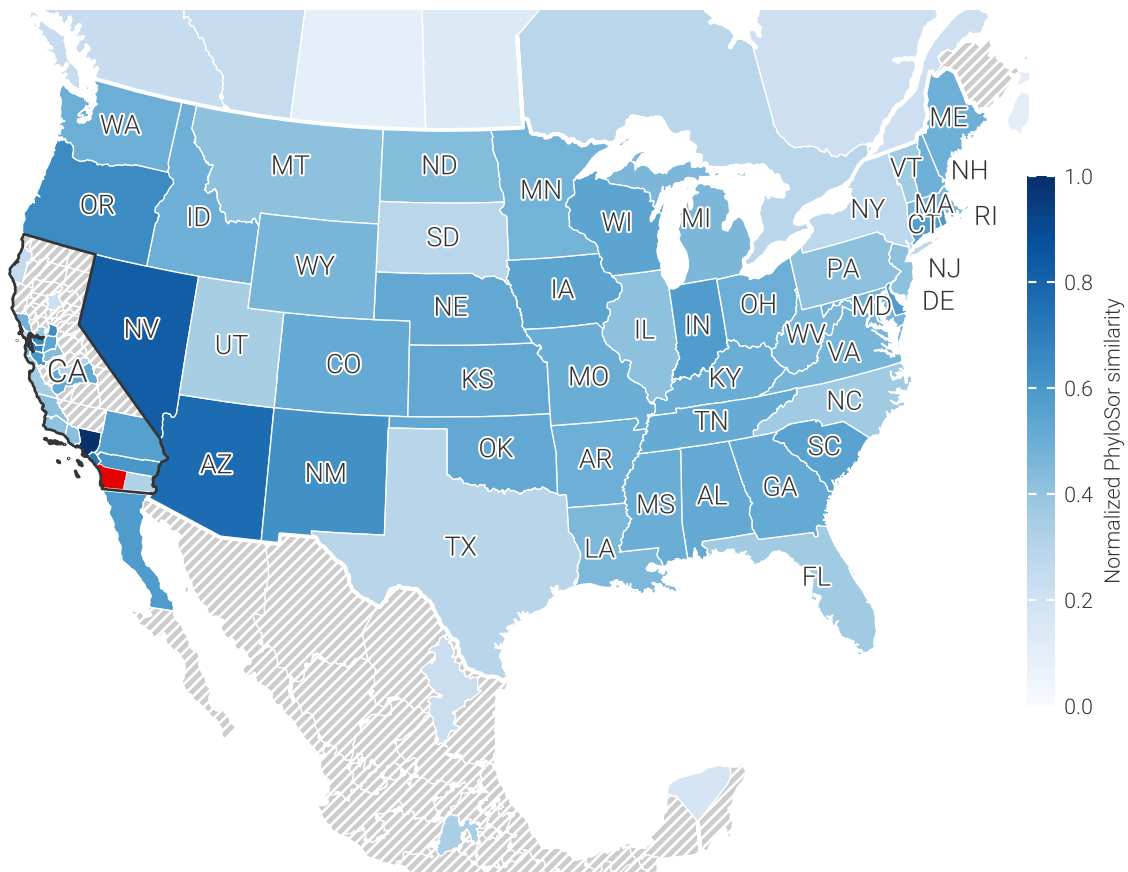 WA
MT
ND
MN
ME
VT
NH
OR
ID
WI
MI
NY
MA
RI
CT
SD
WY
PA
NJ
NE
IA
OH
MD
DE
NV
UT
IL
IN
WV
VA
CO
CA
KS
MO
KY
NC
TN
SC
AZ
NM
OK
AR
MS
AL
GA
TX
LA
FL
1.0
0.8
0.6
0.4
0.2
0.0
Normalized PhyloSor similarity